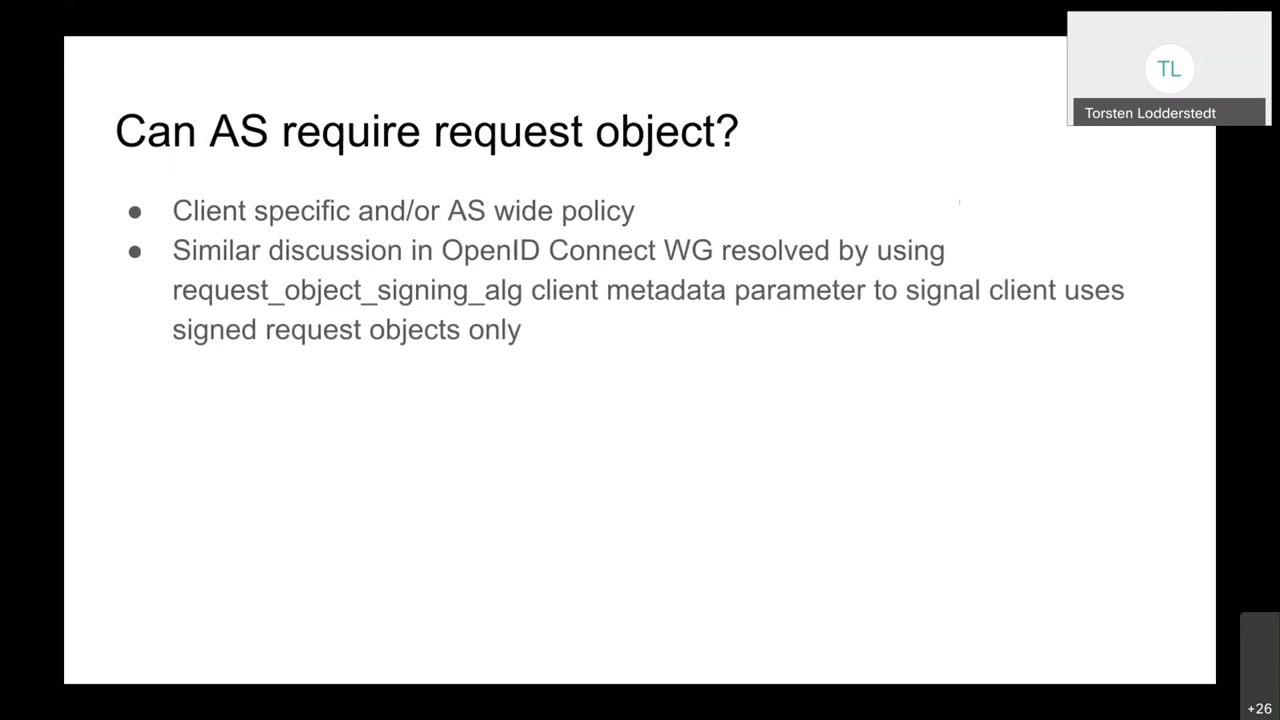 TL
Torsten Lodderstedt
Can AS require request object?
● Client specific and/or AS wide policy
● Similar discussion in OpenID Connect WG resolved by using
request_object_signing_alg client metadata parameter to signal client uses
signed request objects only
+26